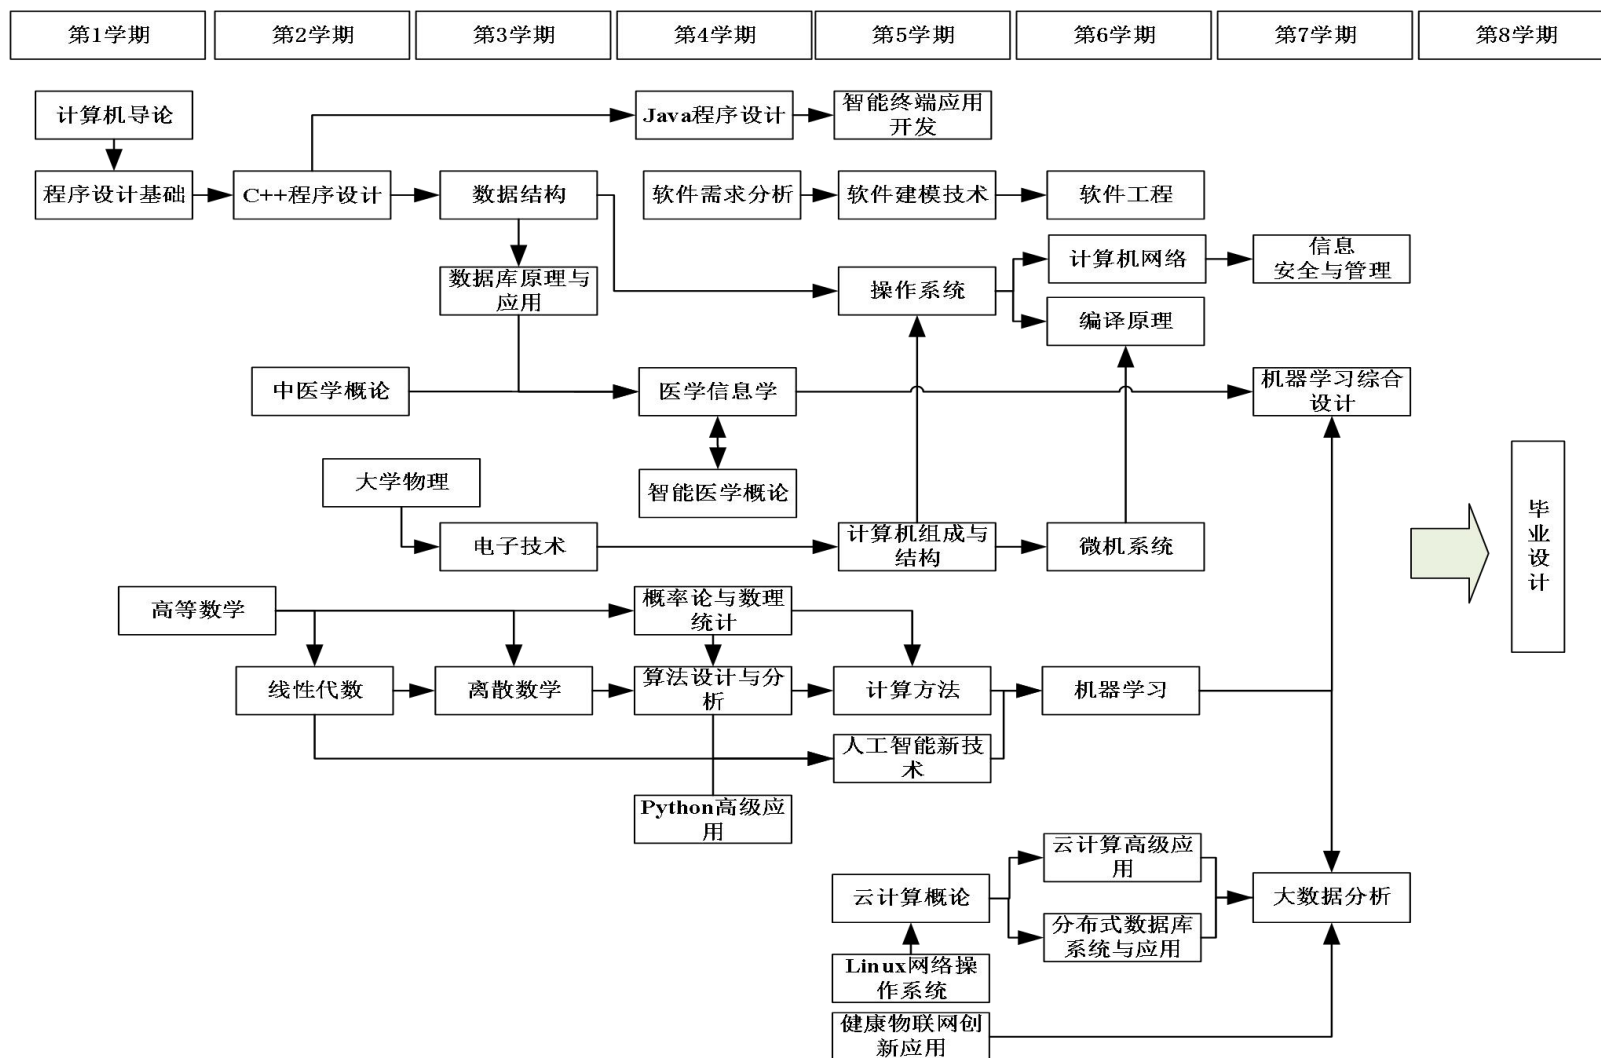 第1学期
第2学期
第3学期
第4学期
第5学期
第6学期
第7学期
第8学期
计算机导论
Java程序设计
智能终端应用
开发
程序设计基础
C++程序设计
数据结构
软件需求分析
软件建模技术
软件工程
数据库原理与
应用
操作系统
计算机网络
信息
安全与管理
编译原理
中医学概论
医学信息学
机器学习综合
设计
大学物理
智能医学概论
电子技术
计算机组成与
结构
微机系统
毕
业
设
计
高等数学
概率论与数理
统计
线性代数
离散数学
算法设计与分
析
计算方法
机器学习
人工智能新技
术
Python高级应
用
云计算高级应
用
云计算概论
大数据分析
分布式数据库
系统与应用
Linux网络操
作系统
健康物联网创
新应用